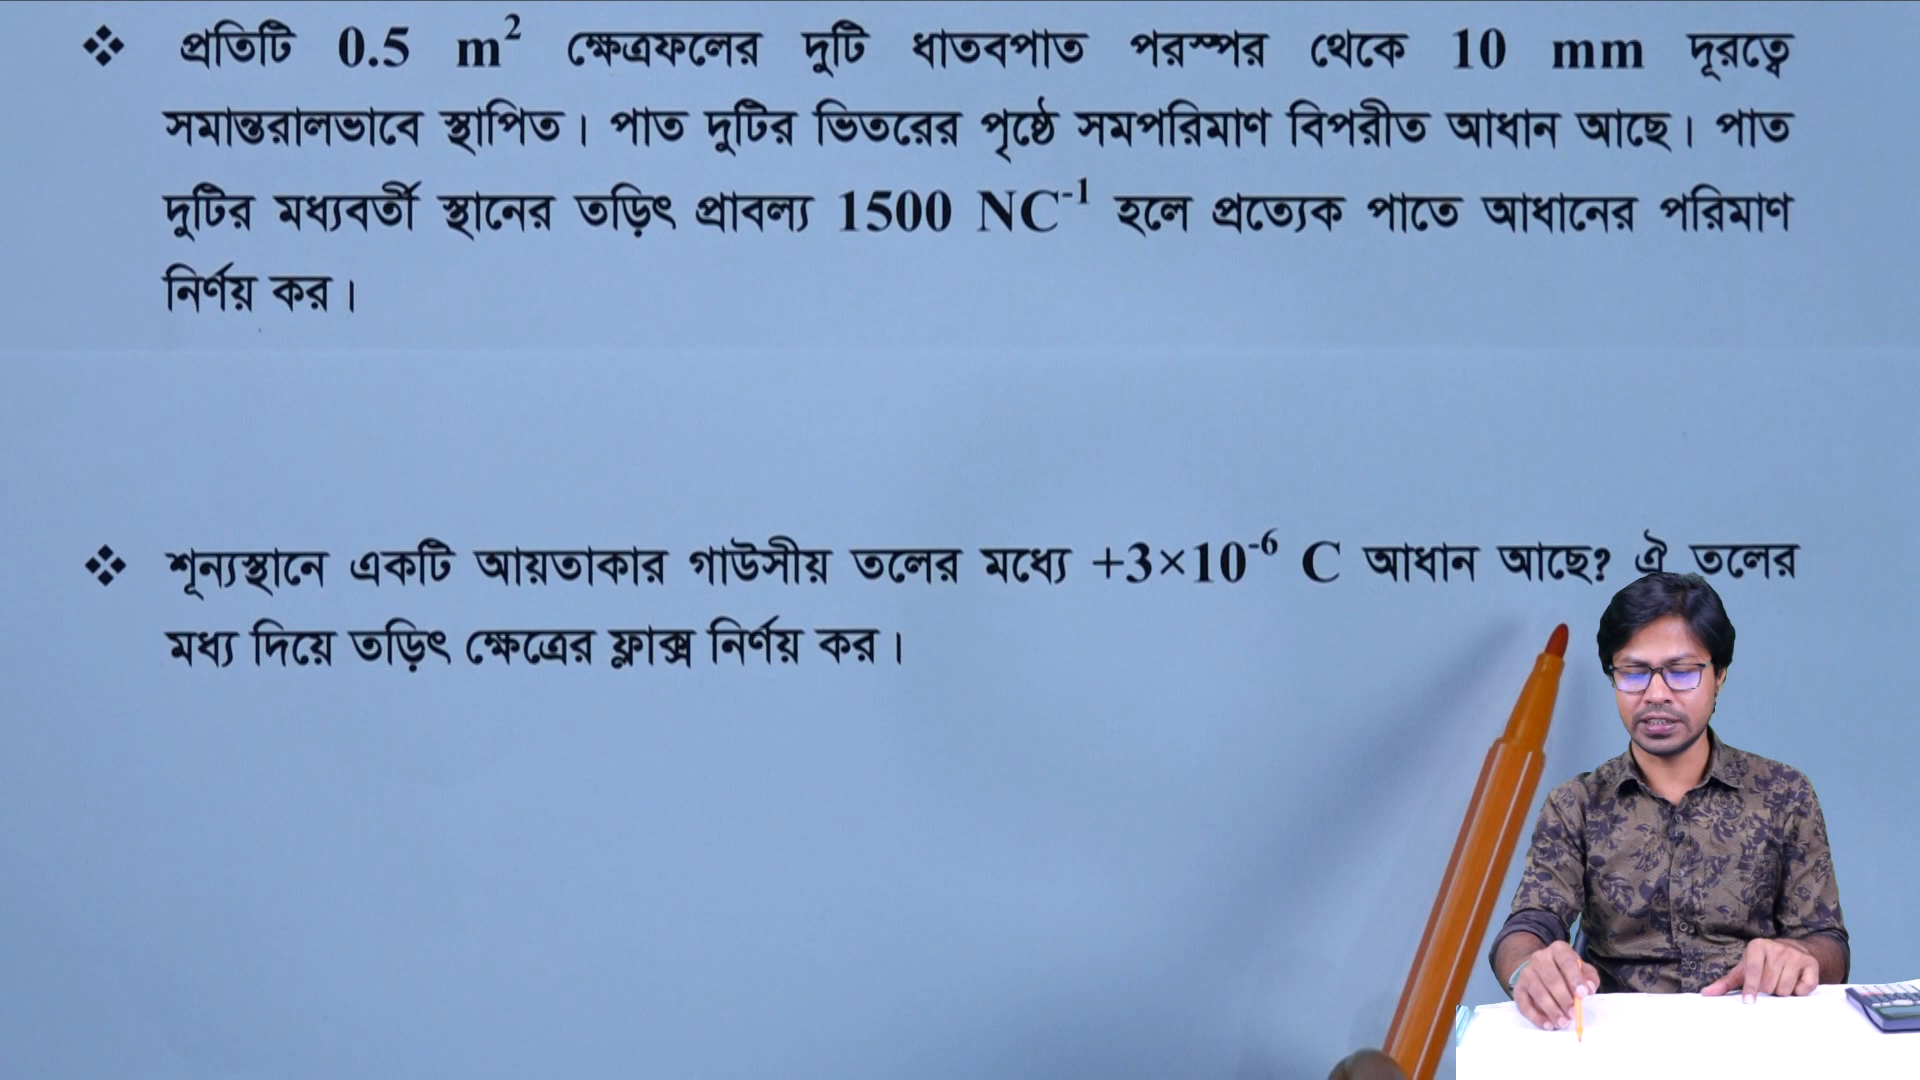 ❖ প্রতিটি 0.5 m² ক্ষেত্রফলের দুটি ধাতবপাত পরস্পর থেকে 10 mm দূরত্বে
সমান্তরালভাবে স্থাপিত। পাত দুটির ভিতরের পৃষ্ঠে সমপরিমাণ বিপরীত আধান আছে। পাত
দুটির মধ্যবর্তী স্থানের তড়িৎ প্রাবল্য 1500 NC⁻¹ হলে প্রত্যেক পাতে আধানের পরিমাণ
নির্ণয় কর।
❖ শূন্যস্থানে একটি আয়তাকার গাউসীয় তলের মধ্যে +3×10⁻⁶ C আধান আছে? ঐ তলের
মধ্য দিয়ে তড়িৎ ক্ষেত্রের ফ্লাক্স নির্ণয় কর।